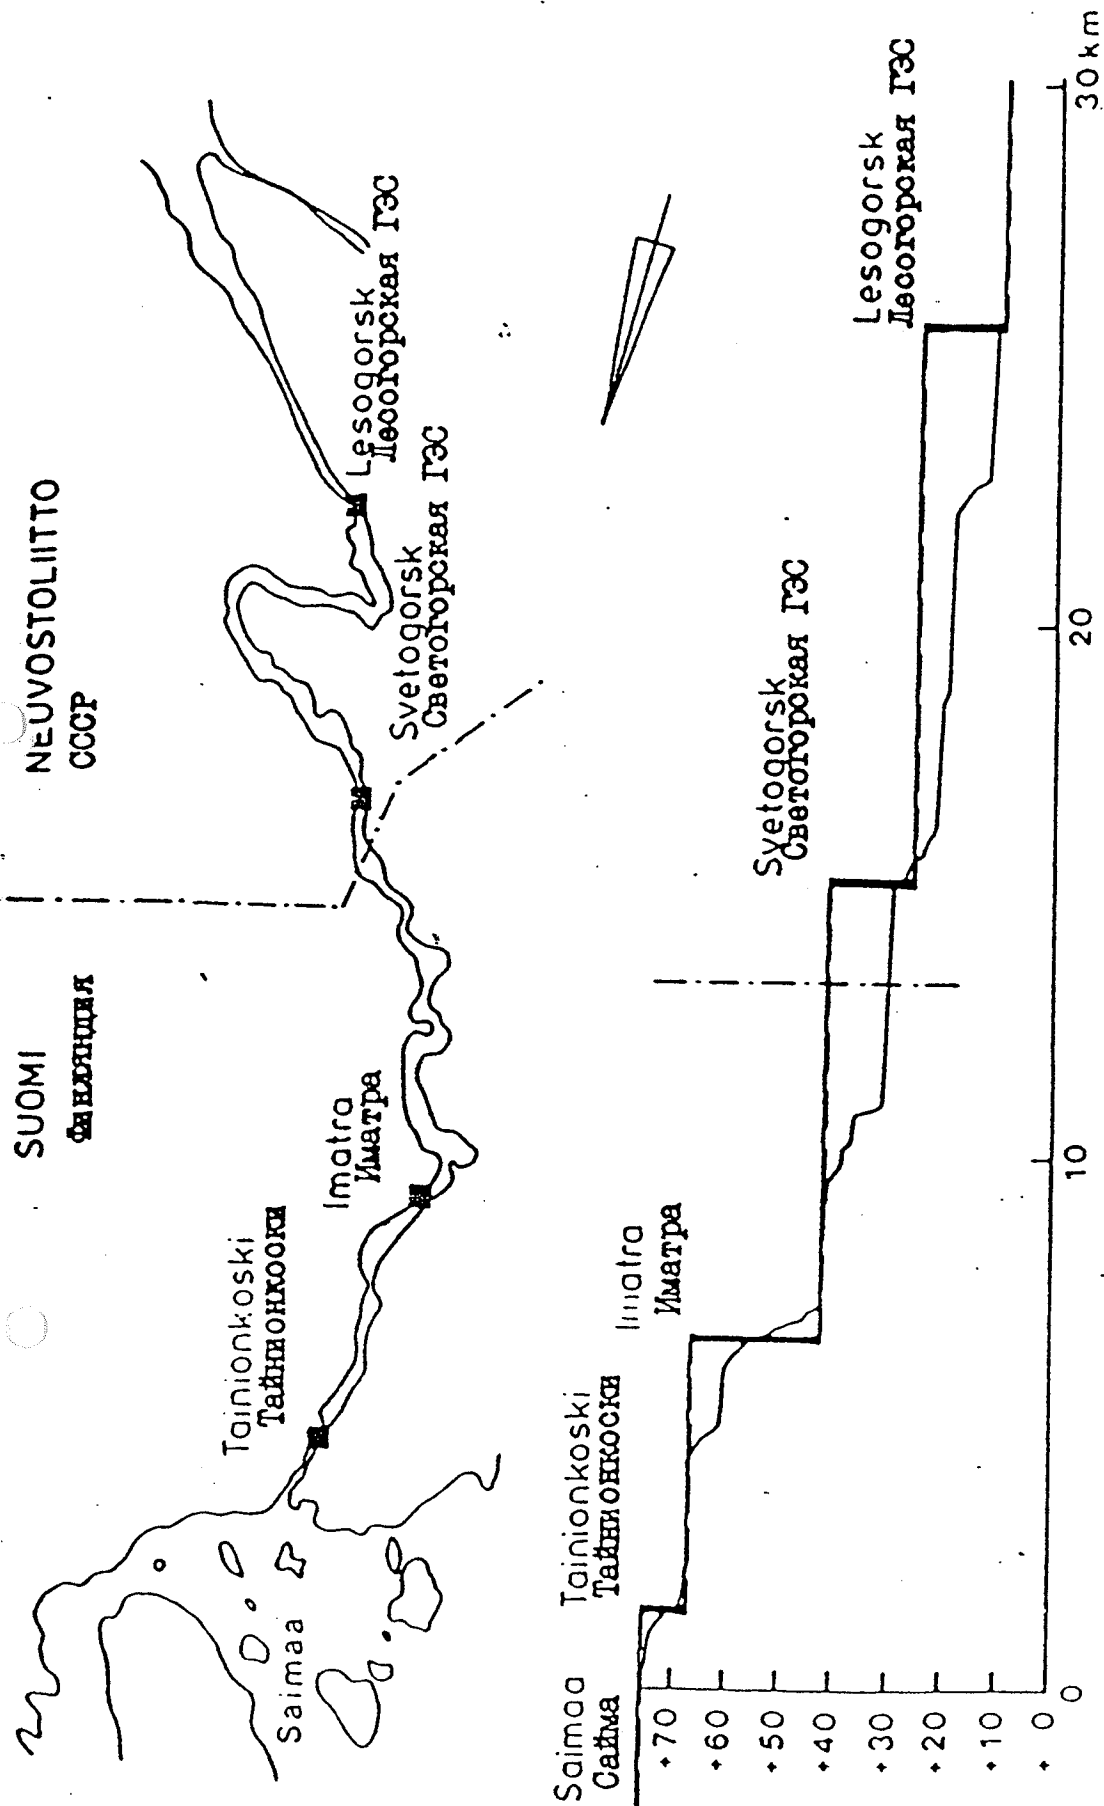 NEUVOSTOLIITTO
СССР
SUOMI
Финляндия
Saimaa
Tainionkoski
Тайнионкоски
Imatra
Иматра
Svetogorsk
Светогорская ГЭС
Lesogorsk
Лесогорская ГЭС
Saimaa
Сайма
Tainionkoski
Тайнионкоски
Imatra
Иматра
Svetogorsk
Светогорская ГЭС
Lesogorsk
Лесогорская ГЭС
+70
+60
+50
+40
+30
+20
+10
+ 0
0
10
20
30 km